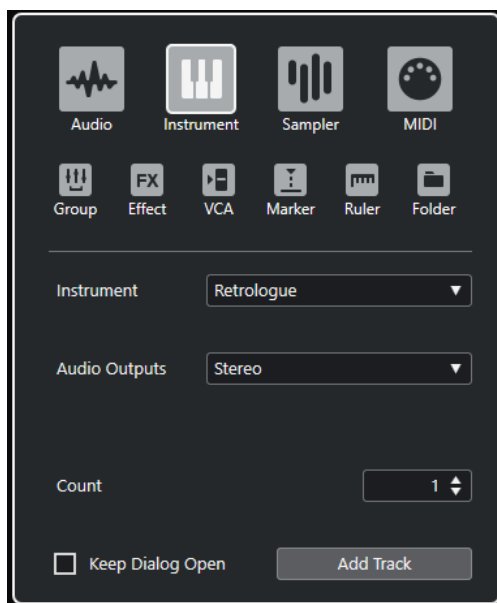 Audio Instrument Sampler MIDI
FX
Group Effect VCA Marker Ruler Folder
Instrument Retrologue
Audio Outputs Stereo
Count 1
Keep Dialog Open Add Track